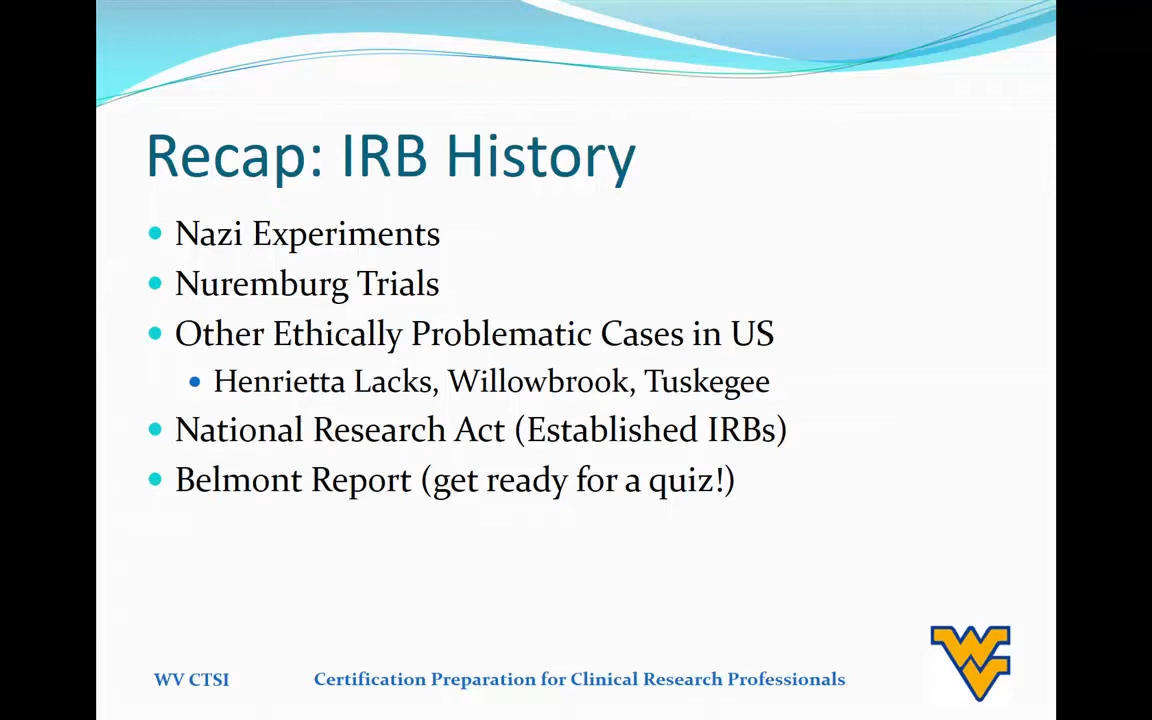 Recap: IRB History
Nazi Experiments
Nuremburg Trials
Other Ethically Problematic Cases in US
Henrietta Lacks, Willowbrook, Tuskegee
National Research Act (Established IRBs)
Belmont Report (get ready for a quiz!)
WV CTSI
Certification Preparation for Clinical Research Professionals
WV